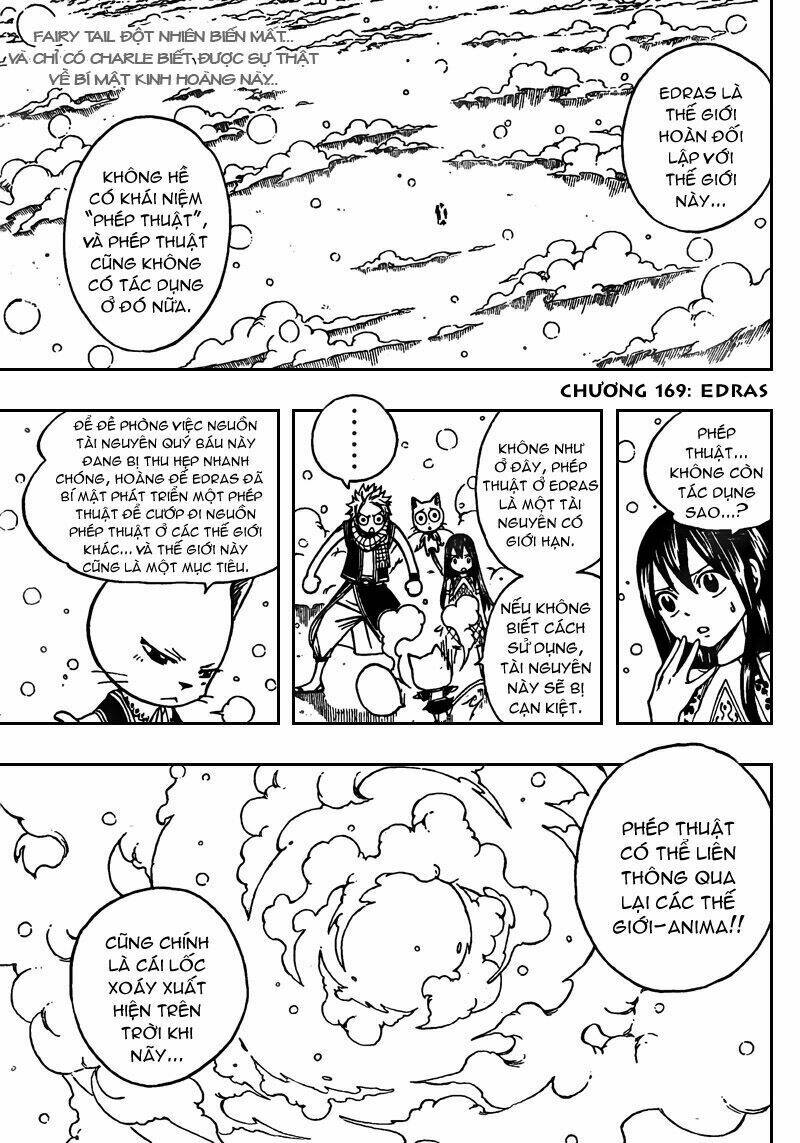 FAIRY TAIL ĐỘT NHIÊN BIẾN MẤT..
VÀ CHỈ CÓ CHARLE BIẾT ĐƯỢC SỰ THẬT
VỀ BÍ MẬT KINH HOÀNG NÀY..
EDRAS LÀ
THẾ GIỚI
HOÀN ĐỐI
LẬP VỚI
THẾ GIỚI
NÀY...
KHÔNG HỀ
CÓ KHÁI NIỆM
"PHÉP THUẬT",
VÀ PHÉP THUẬT
CŨNG KHÔNG
CÓ TÁC DỤNG
Ở ĐÓ NỮA.
CHƯƠNG 169: EDRAS
PHÉP
THUẬT...
KHÔNG CÒN
TÁC DỤNG
SAO...?
KHÔNG NHƯ
Ở ĐÂY, PHÉP
THUẬT Ở EDRAS
LÀ MỘT TÀI
NGUYÊN CÓ
GIỚI HẠN.
NẾU KHÔNG
BIẾT CÁCH
SỬ DỤNG,
TÀI NGUYÊN
NÀY SẼ BỊ
CẠN KIỆT.
......
ĐỂ ĐỀ PHÒNG VIỆC NGUỒN
TÀI NGUYÊN QUÝ BÁU NÀY
ĐANG BỊ THU HẸP NHANH
CHÓNG, HOÀNG ĐẾ EDRAS ĐÃ
BÍ MẬT PHÁT TRIỂN MỘT PHÉP
THUẬT ĐỂ CƯỚP ĐI NGUỒN
PHÉP THUẬT Ở CÁC THẾ GIỚI
KHÁC... VÀ THẾ GIỚI NÀY
CŨNG LÀ MỘT MỤC TIÊU.
PHÉP THUẬT
CÓ THỂ LIÊN
THÔNG QUA
LẠI CÁC THẾ
GIỚI-ANIMA!!
CŨNG CHÍNH
LÀ CÁI LỐC
XOÁY XUẤT
HIỆN TRÊN
TRỜI KHI
NÃY...